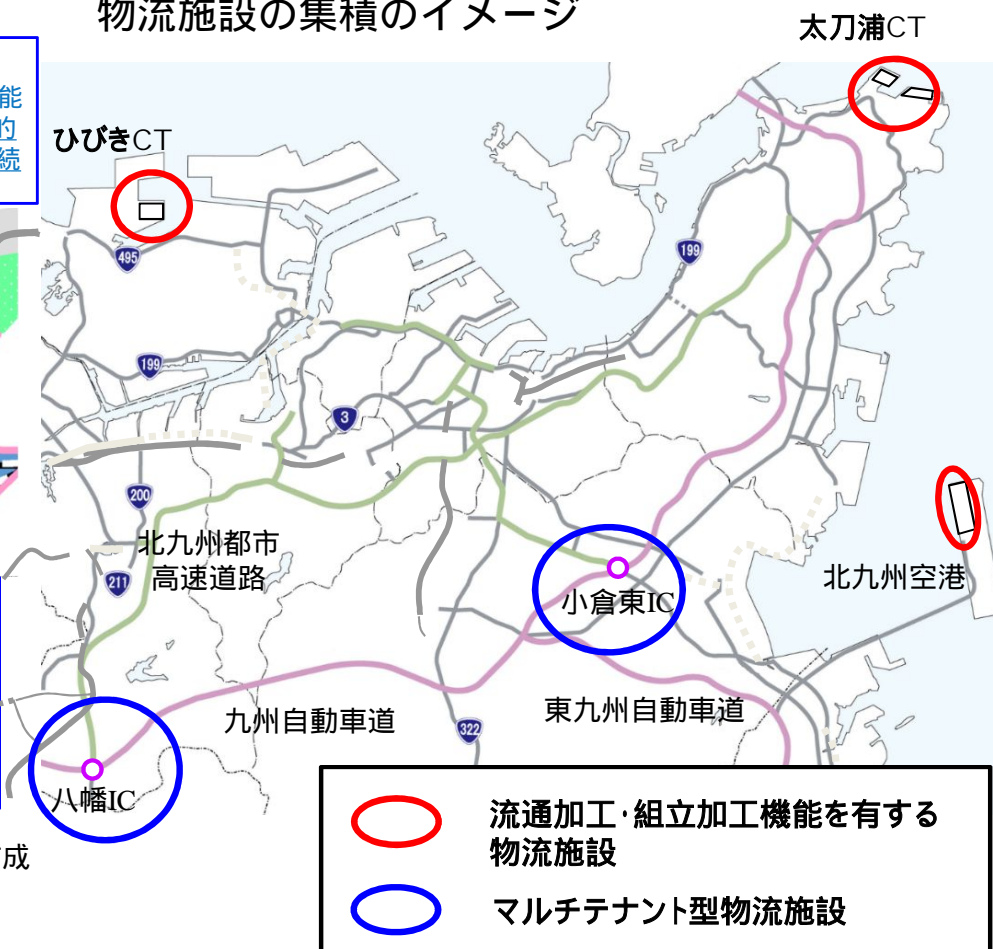 物流施設の集積のイメージ
太刀浦CT
能
的
続
ひびきCT
495
199
199
3
200
211
北九州都市
高速道路
小倉東IC
北九州空港
九州自動車道
東九州自動車道
322
八幡IC
成
流通加工・組立加工機能を有する
物流施設
マルチテナント型物流施設